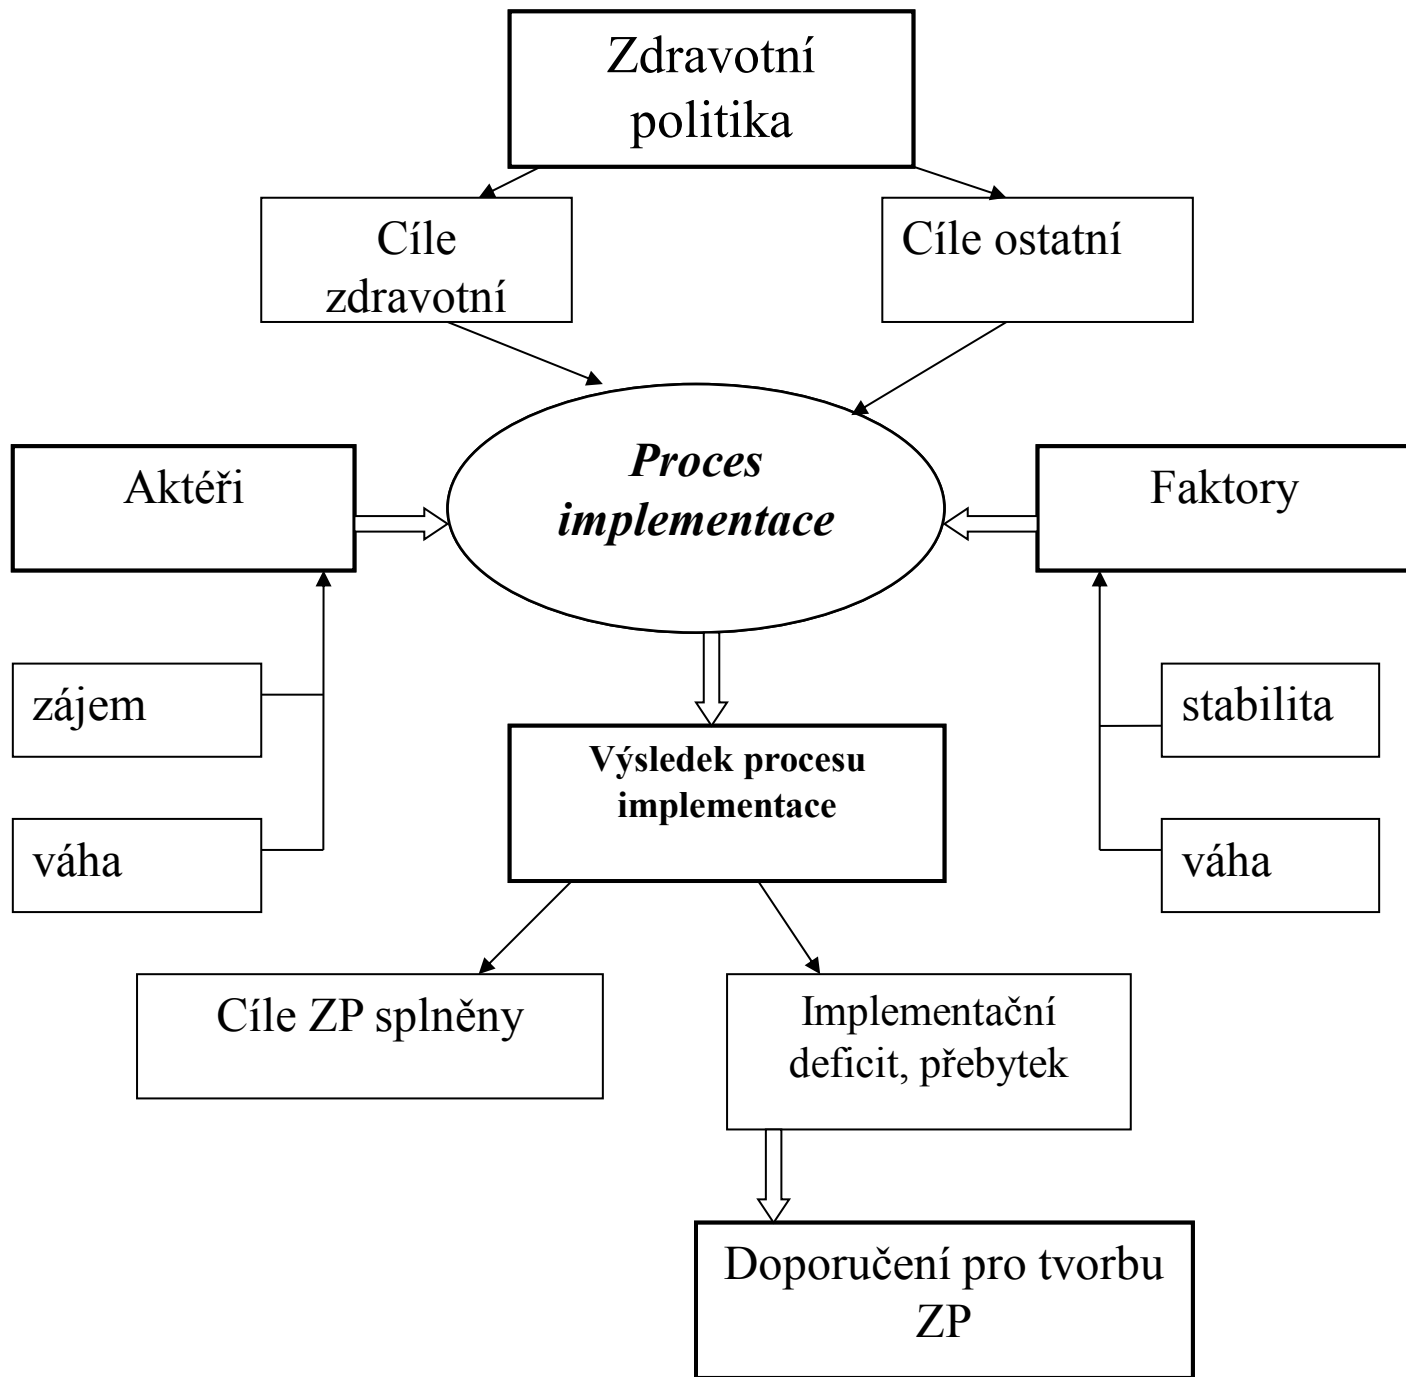 Zdravotní
politika
Cíle
zdravotní
Cíle ostatní
Proces
implementace
Aktéři
Faktory
zájem
váha
stabilita
váha
Výsledek procesu
implementace
Cíle ZP splněny
Implementační
deficit, přebytek
Doporučení pro tvorbu
ZP